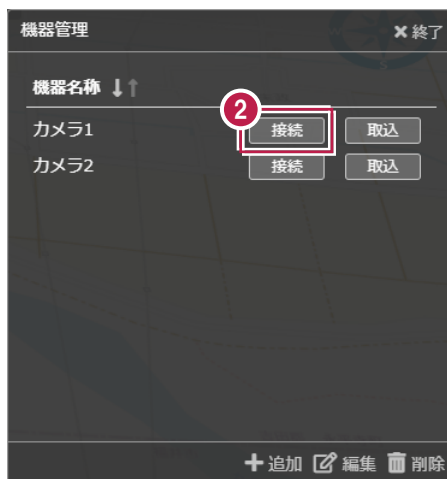 機器管理 ×終了
機器名称 ↓↑
2
カメラ1 接続 取込
カメラ2 接続 取込
+追加 編集 削除